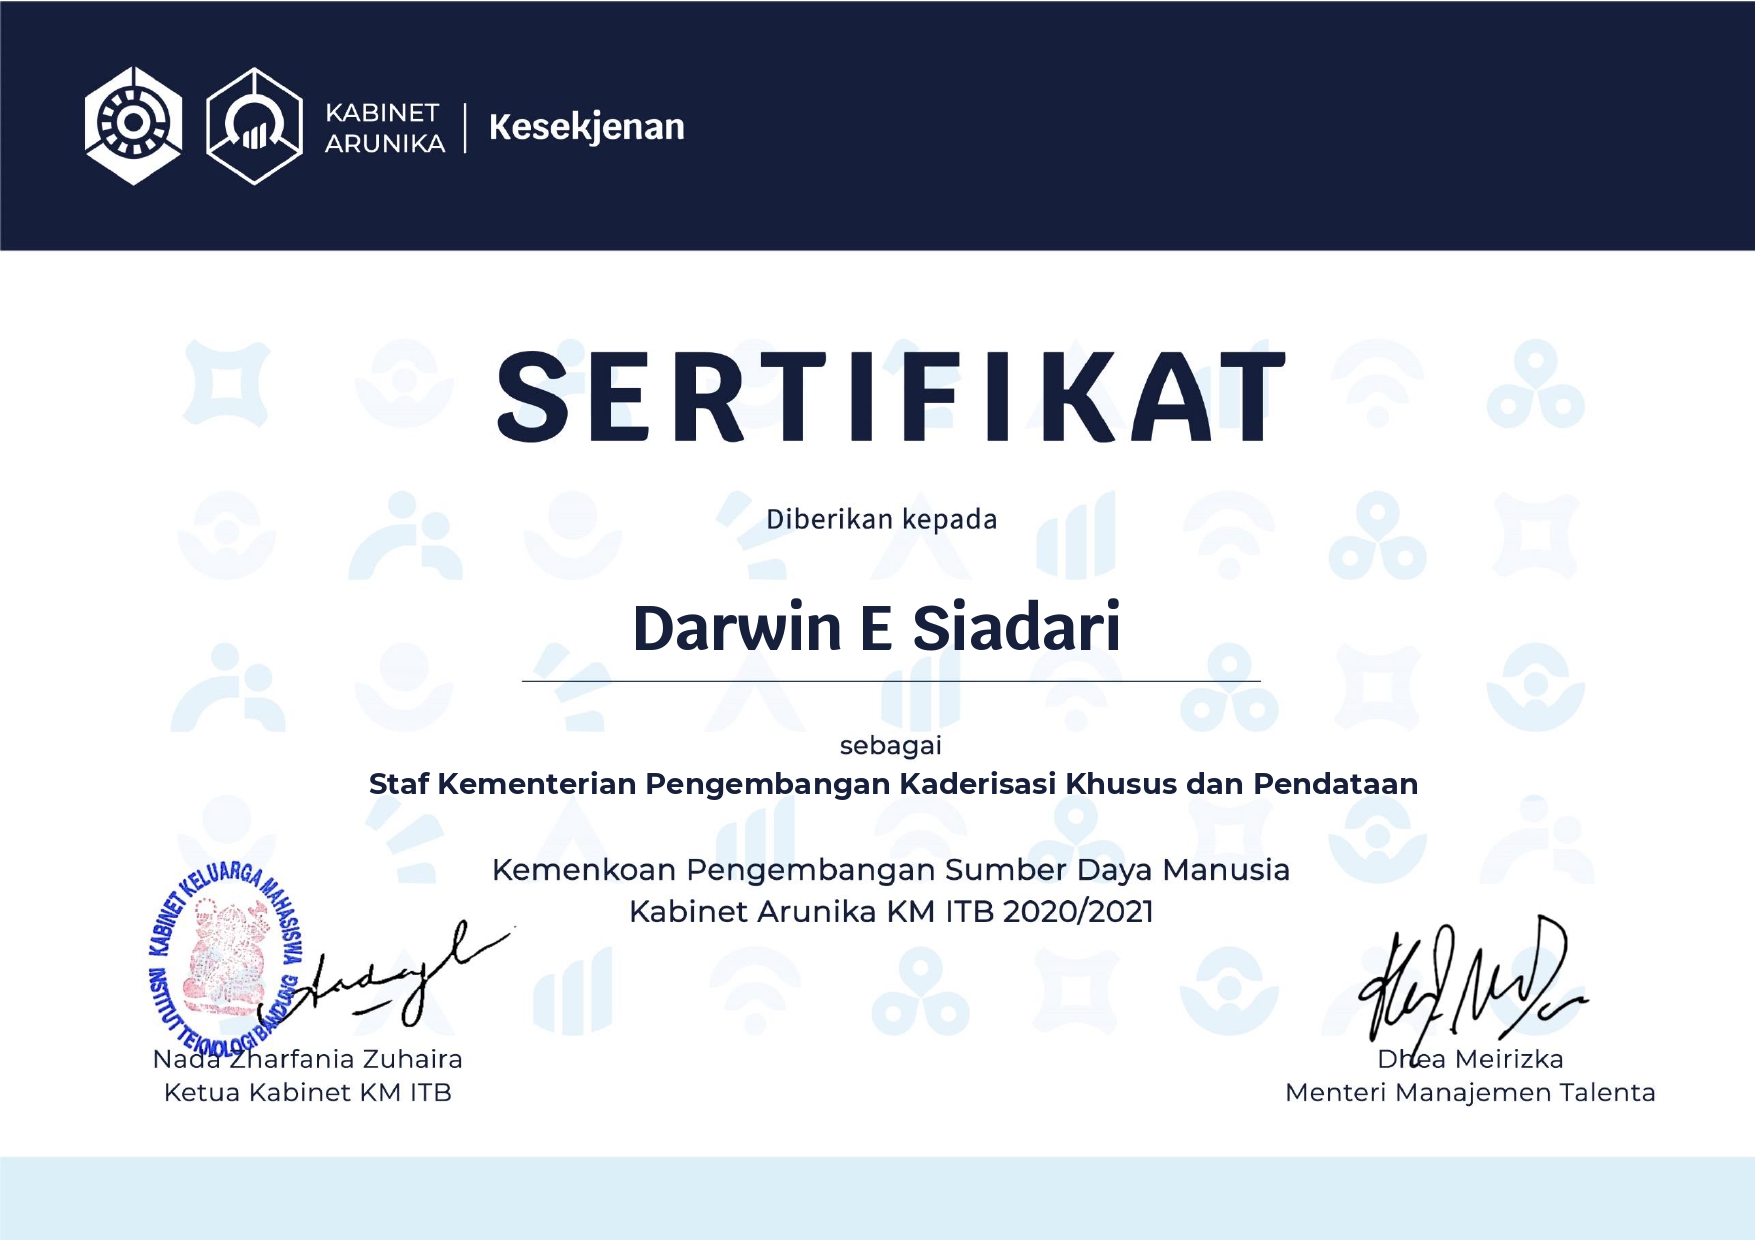 KABINET
ARUNIKA
Kesekjenan
SERTIFIKAT
Diberikan kepada
Darwin E Siadari
sebagai
Staf Kementerian Pengembangan Kaderisasi Khusus dan Pendataan
Kemenkoan Pengembangan Sumber Daya Manusia
Kabinet Arunika KM ITB 2020/2021
KABINET KELUARGA MAHASISWA
INSTITUT TEKNOLOGI BANDUNG
Nada Zharfania Zuhaira
Ketua Kabinet KM ITB
Dhea Meirizka
Menteri Manajemen Talenta